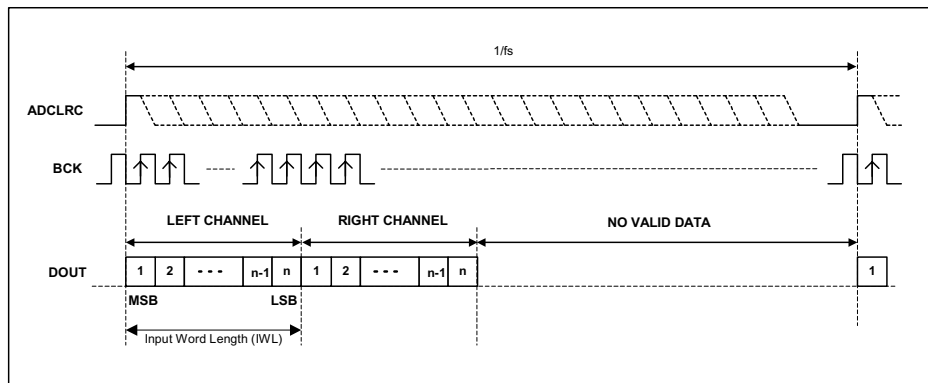 1/fs
ADCLRC
BCK
LEFT CHANNEL RIGHT CHANNEL NO VALID DATA
DOUT 1 2 - - - n-1 n 1 2 - - - n-1 n 1
MSB LSB
Input Word Length (IWL)